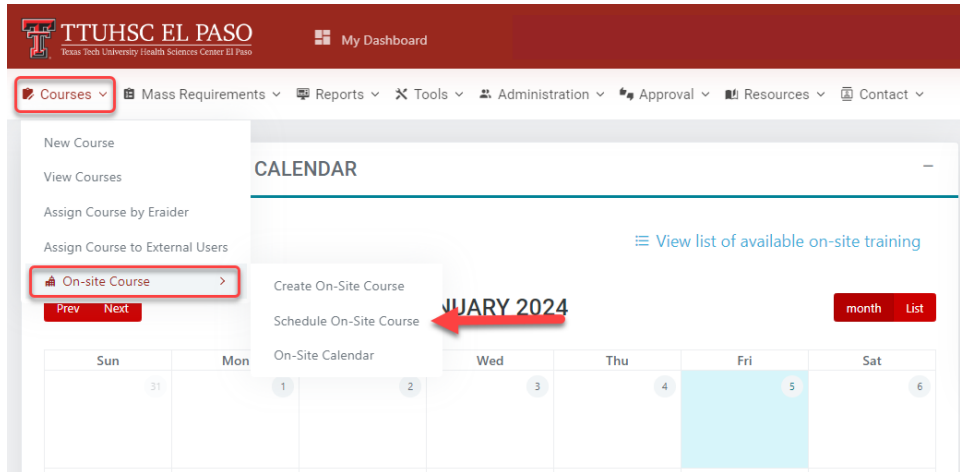 TTUHSC EL PASO
Texas Tech University Health Sciences Center El Paso
My Dashboard
Courses
Mass Requirements
Reports
Tools
Administration
Approval
Resources
Contact
New Course
View Courses
Assign Course by Eraider
Assign Course to External Users
On-site Course
Create On-Site Course
Schedule On-Site Course
On-Site Calendar
CALENDAR
View list of available on-site training
Prev Next
NUARY 2024
month List
Sun Mon Wed Thu Fri Sat
31 1 2 3 4 5 6